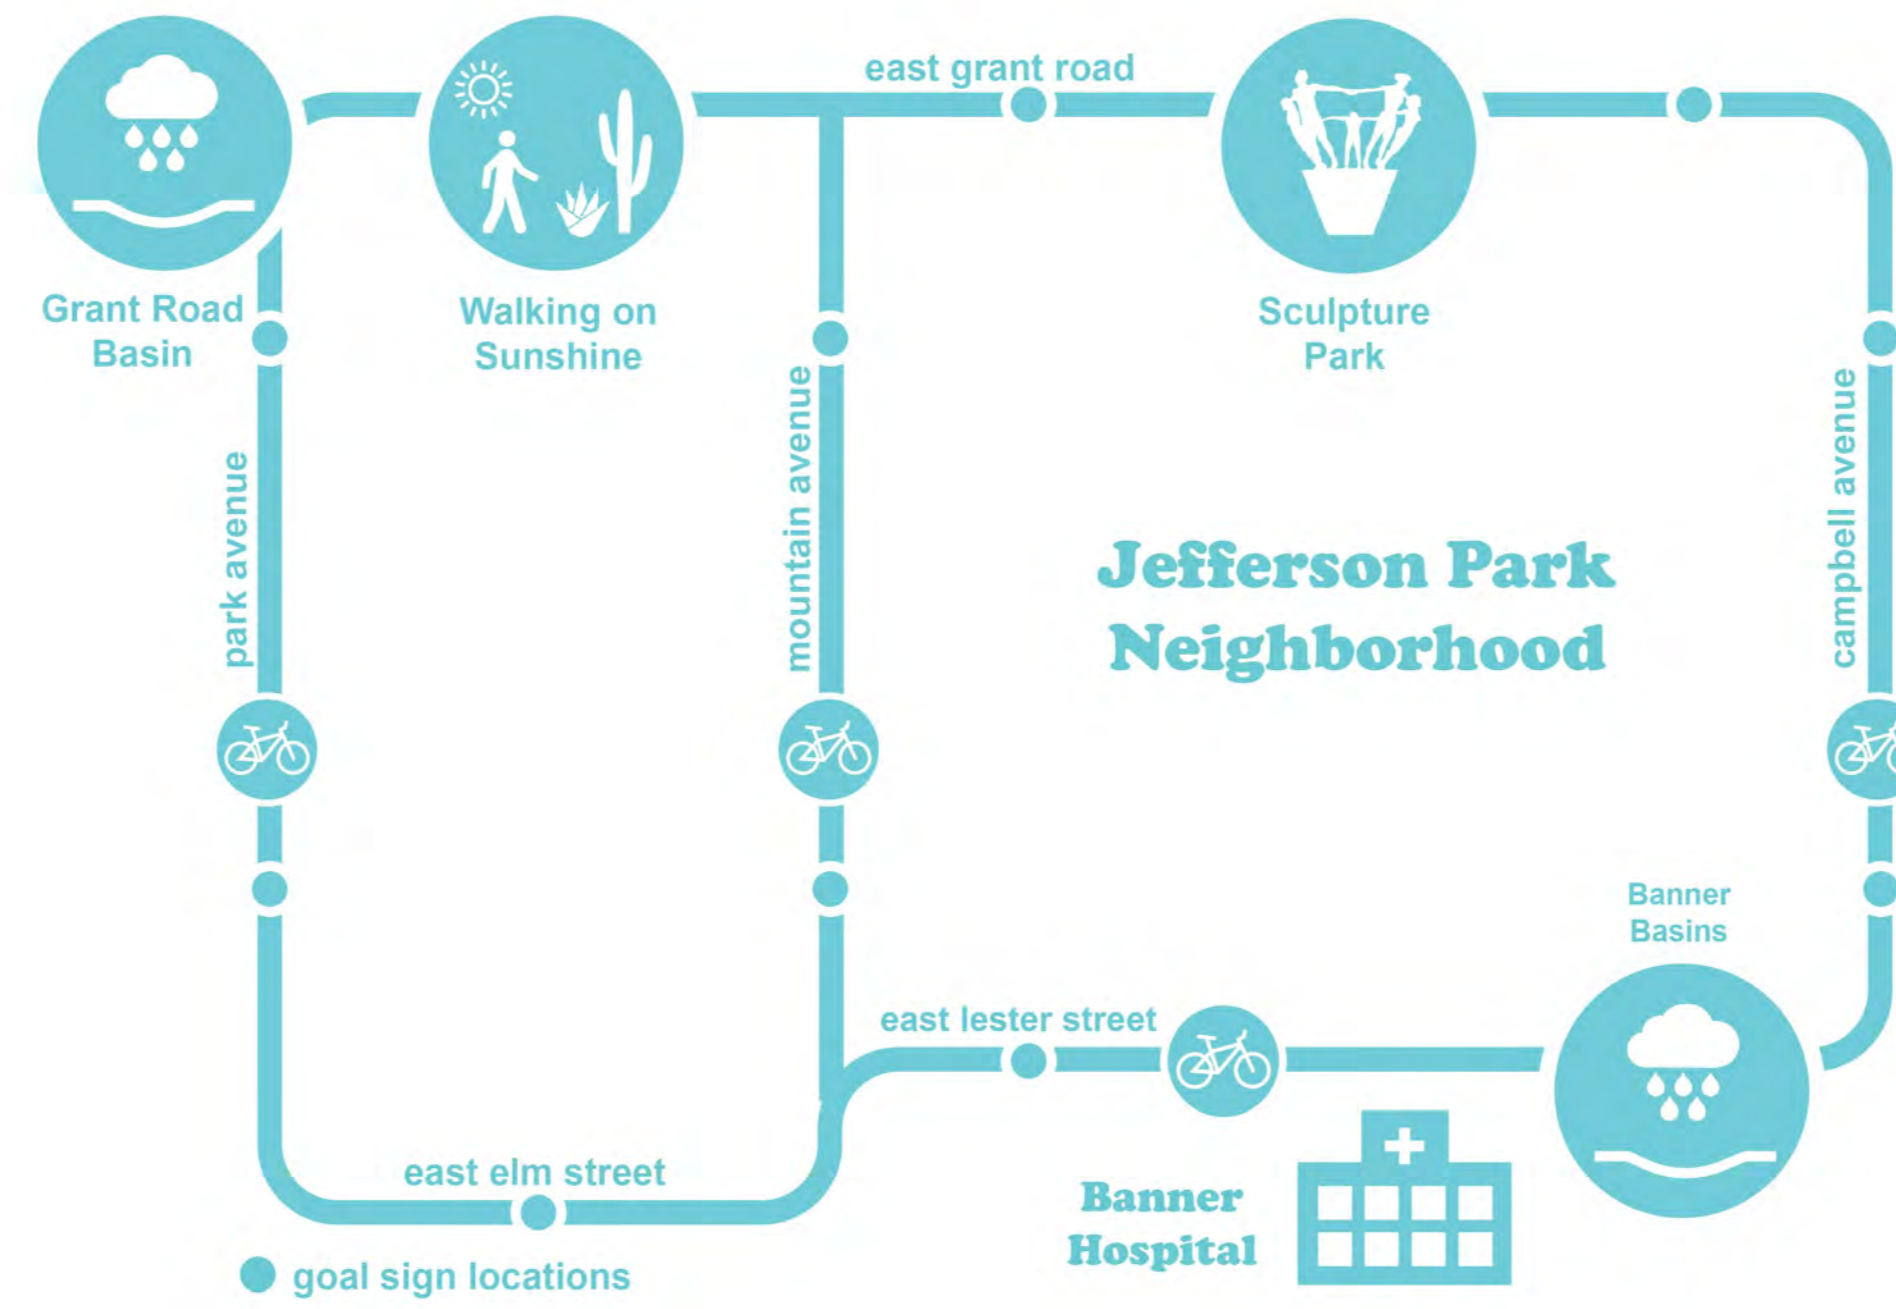 east grant road
Grant Road
Basin
Walking on
Sunshine
Sculpture
Park
park avenue
mountain avenue
campbell avenue
Jefferson Park
Neighborhood
Banner
Basins
east lester street
east elm street
Banner
Hospital
goal sign locations